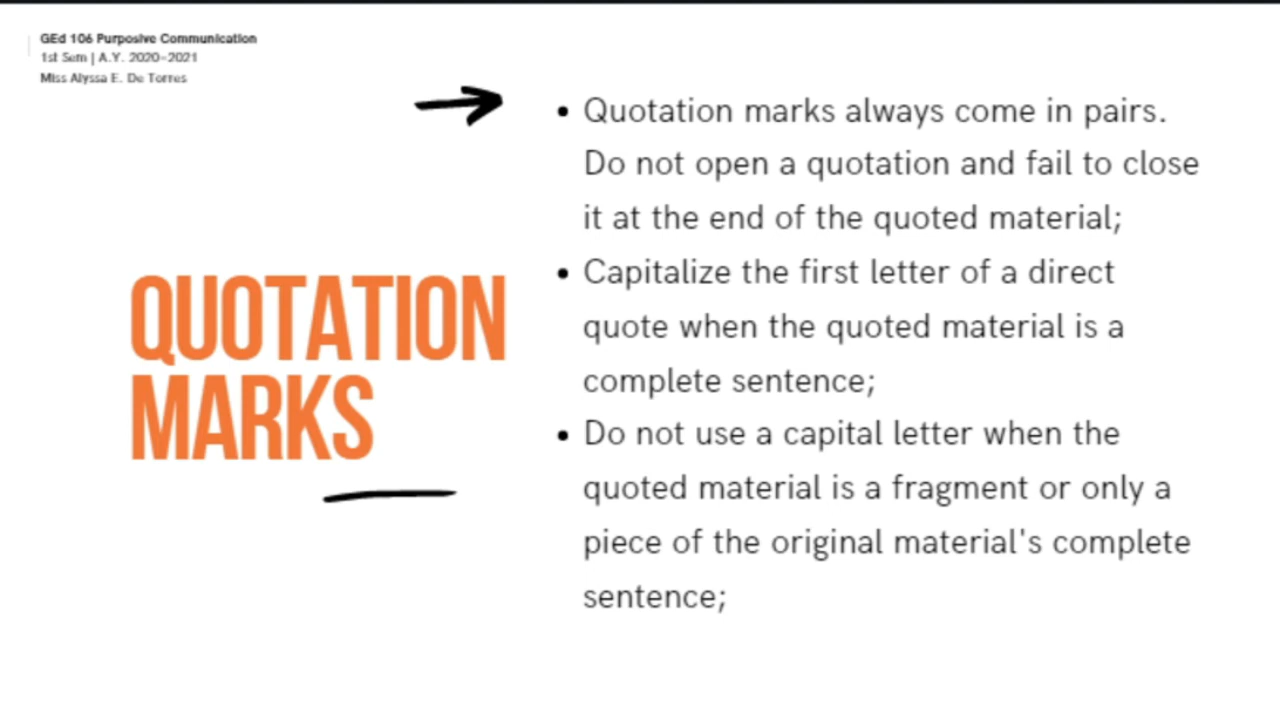 GEd 106 Purposive Communication
1st Sem | A.Y. 2020-2021
Miss Alyssa E. De Torres
QUOTATION
MARKS
• Quotation marks always come in pairs.
Do not open a quotation and fail to close
it at the end of the quoted material;
• Capitalize the first letter of a direct
quote when the quoted material is a
complete sentence;
• Do not use a capital letter when the
quoted material is a fragment or only a
piece of the original material's complete
sentence;